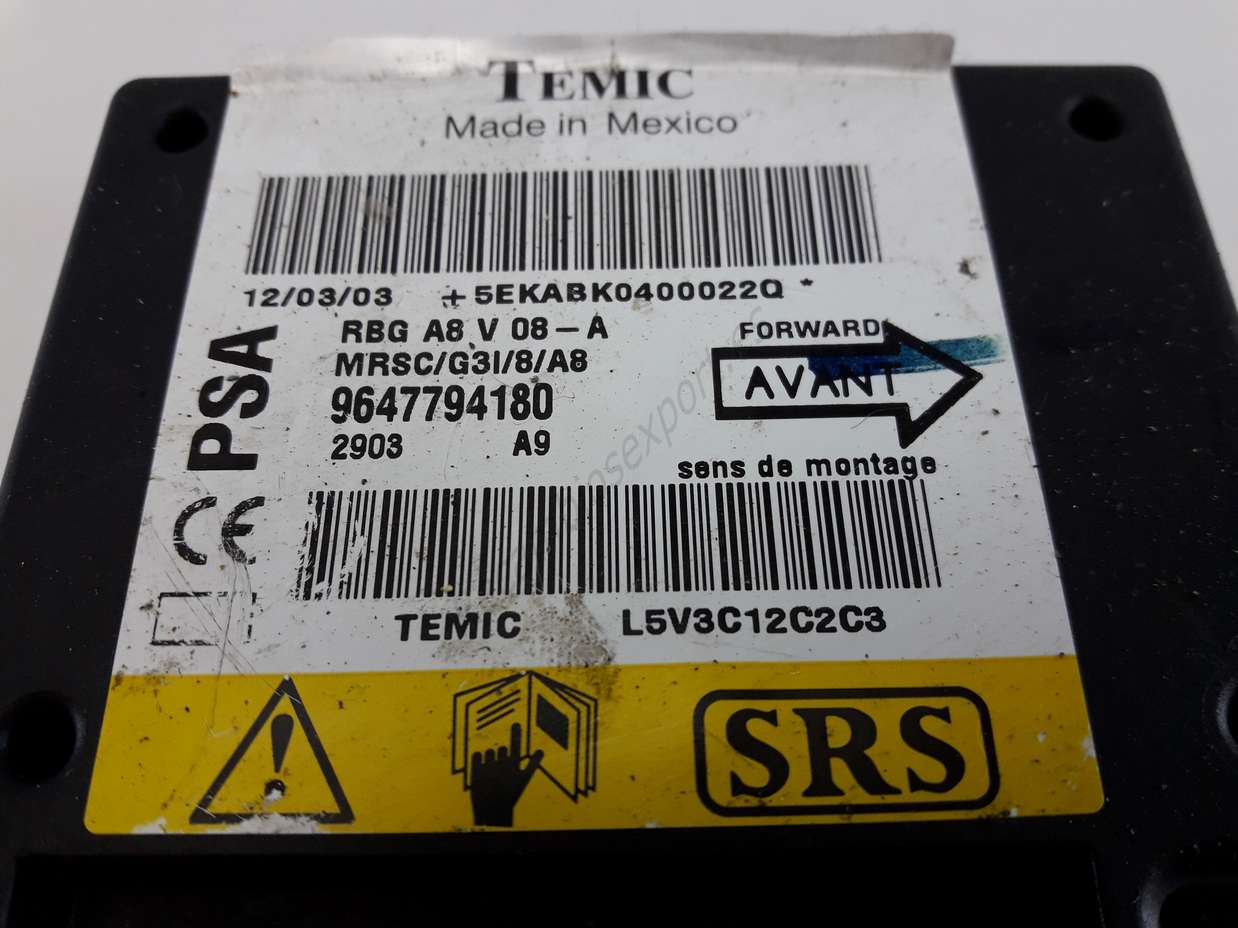 TEMIC
Made in Mexico
12/03/03 +5EKABK0400022Q *
PSA
RBG A8 V 08-A
MRSC/G3I/8/A8
9647794180
2903 A9
FORWARD
AVANT
sens de montage
CE
TEMIC L5V3C12C2C3
SRS